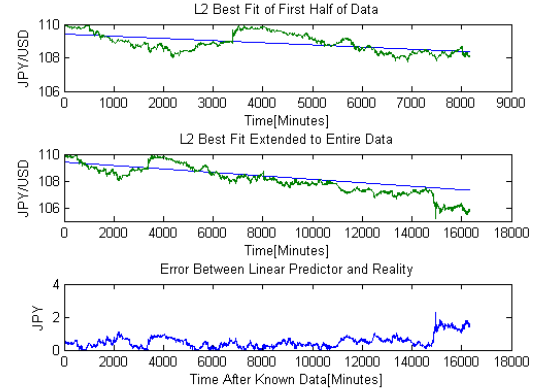 L2 Best Fit of First Half of Data
110
108
106
JPY/USD
0 1000 2000 3000 4000 5000 6000 7000 8000 9000
Time[Minutes]
L2 Best Fit Extended to Entire Data
110
108
106
JPY/USD
0 2000 4000 6000 8000 10000 12000 14000 16000 18000
Time[Minutes]
Error Between Linear Predictor and Reality
4
2
0
JPY
0 2000 4000 6000 8000 10000 12000 14000 16000 18000
Time After Known Data[Minutes]